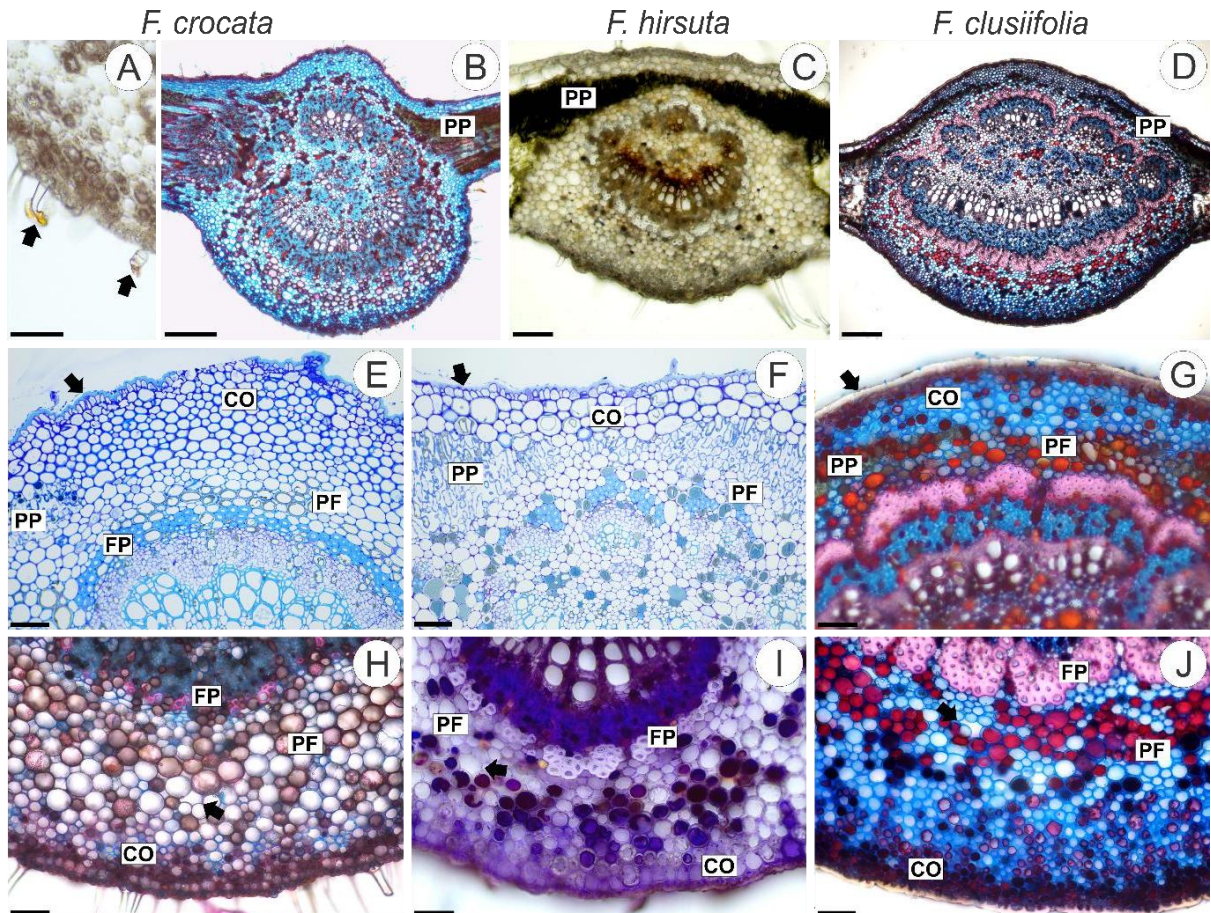 F. crocata F. hirsuta F. clusiifolia
A B C D
PP PP PP
E F G
CO CO CO
PP PF PP PF PP PF
FP
H I J
FP FP FP
PF PF PF
CO CO CO